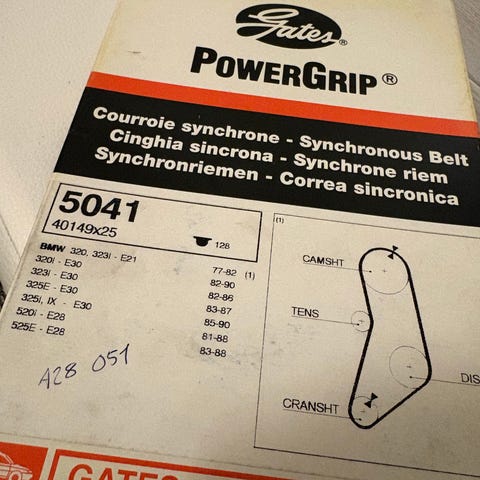 Gates®
POWERGRIP®
Courroie synchrone - Synchronous Belt
Cinghia sincrona - Synchrone riem
Synchronriemen - Correa sincronica
5041
40149x25
128
BMW 320, 323i - E21 77-82 (1)
320i - E30 82-90
323i - E30 82-86
325E - E30 83-87
325i, IX - E30 85-90
520i - E28 81-88
525E - E28 83-88
A28 051
(1)
CAMSHT
TENS
DIS
CRANSHT
GATES